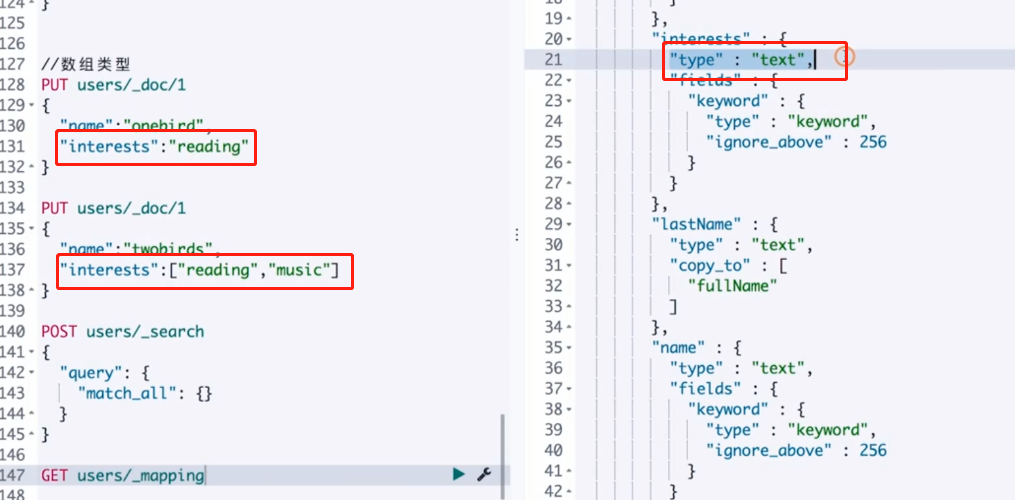 124 }
125
126
127 //数组类型
128 PUT users/_doc/1
129 {
130 "name":"onebird",
131 "interests":"reading"
132 }
133
134 PUT users/_doc/1
135 {
136 "name":"twobirds",
137 "interests":["reading","music"]
138 }
139
140 POST users/_search
141 {
142 "query": {
143 "match_all": {}
144 }
145 }
146
147 GET users/_mapping
148
18 }
19 },
20 "interests" : {
21 "type" : "text",
22 "fields" : {
23 "keyword" : {
24 "type" : "keyword",
25 "ignore_above" : 256
26 }
27 }
28 },
29 "lastName" : {
30 "type" : "text",
31 "copy_to" : [
32 "fullName"
33 ]
34 },
35 "name" : {
36 "type" : "text",
37 "fields" : {
38 "keyword" : {
39 "type" : "keyword",
40 "ignore_above" : 256
41 }
42 }